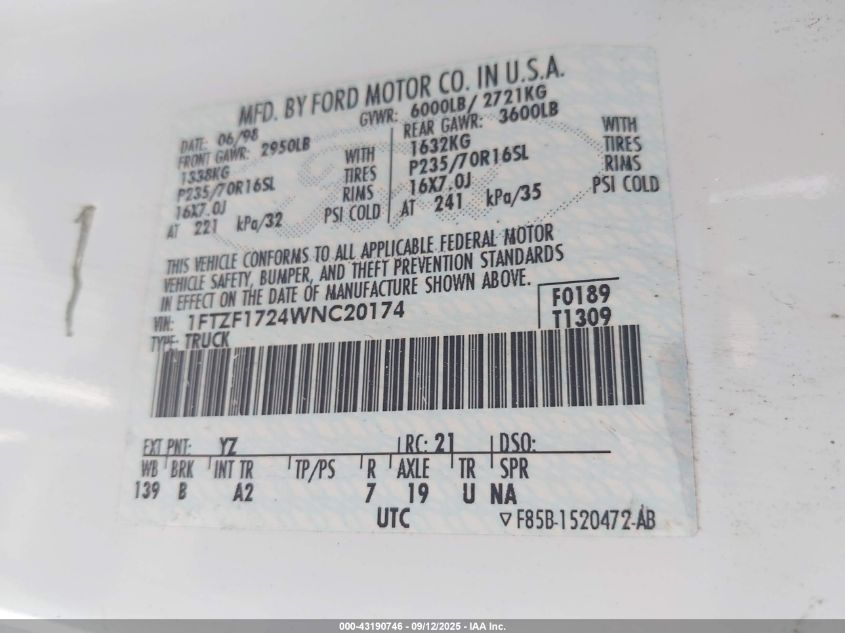 MFD. BY FORD MOTOR CO. IN U.S.A.
DATE: 06/98 GVWR: 6000LB/ 2721KG
FRONT GAWR: 2950LB REAR GAWR: 3600LB
1338KG WITH 1632KG WITH
P235/70R16SL TIRES P235/70R16SL TIRES
16X7.0J RIMS 16X7.0J RIMS
AT 221 kPa/32 PSI COLD AT 241 kPa/35 PSI COLD
THIS VEHICLE CONFORMS TO ALL APPLICABLE FEDERAL MOTOR
VEHICLE SAFETY, BUMPER, AND THEFT PREVENTION STANDARDS
IN EFFECT ON THE DATE OF MANUFACTURE SHOWN ABOVE.
VIN: 1FTZF1724WNC20174 F0189
TYPE: TRUCK T1309
EXT PNT: YZ RC: 21 DSO:
WB BRK INT TR TP/PS R AXLE TR SPR
139 B A2 7 19 U NA
UTC ▽F85B-1520472-AB
000-43190746 - 09/12/2025 - IAA Inc.